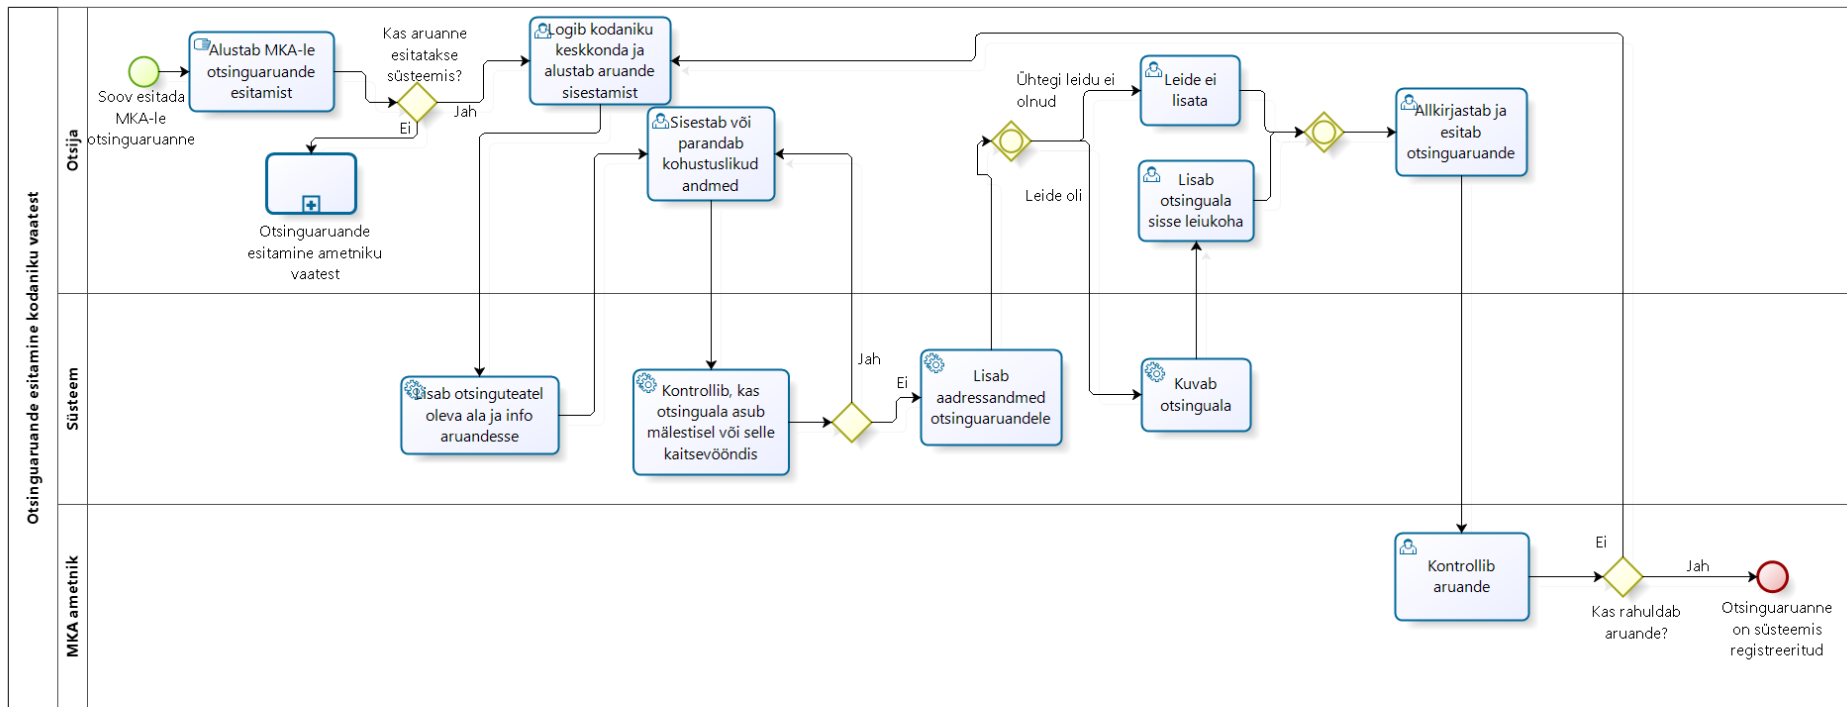 Otsinguaruande esitamine kodaniku vaatest
Otsija
Süsteem
MKA ametnik
Soov esitada
MKA-le
otsinguaruanne
Alustab MKA-le
otsinguaruande
esitamist
Kas aruanne
esitatakse
süsteemis?
Jah
Ei
Otsinguaruande
esitamine ametniku
vaatest
Logib kodaniku
keskkonda ja
alustab aruande
sisestamist
Lisab otsinguteatel
oleva ala ja info
aruandesse
Sisestab või
parandab
kohustuslikud
andmed
Kontrollib, kas
otsinguala asub
mälestisel või selle
kaitsevööndis
Jah
Ei
Lisab
aadressandmed
otsinguaruandele
Ühtegi leidu ei
olnud
Leide oli
Leide ei
lisata
Kuvab
otsinguala
Lisab
otsinguala
sisse leiukoha
Allkirjastab ja
esitab
otsinguaruande
Kontrollib
aruande
Ei
Jah
Kas rahuldab
aruande?
Otsinguaruanne
on süsteemis
registreeritud